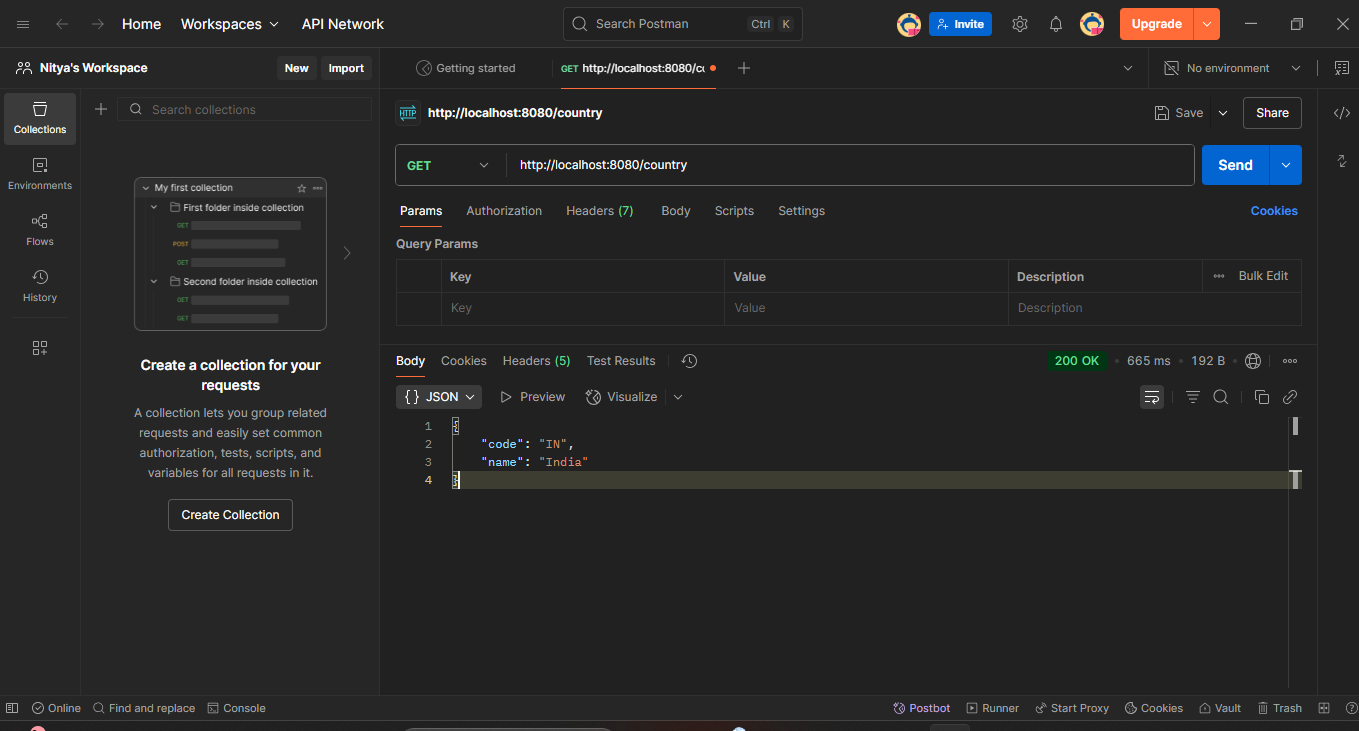 Home Workspaces API Network Search Postman Ctrl K Invite Upgrade
Nitya's Workspace New Import Getting started GET http://localhost:8080/co No environment
Collections
Environments
Flows
History
Search collections
My first collection
First folder inside collection
GET
POST
GET
Second folder inside collection
GET
GET
Create a collection for your
requests
A collection lets you group related
requests and easily set common
authorization, tests, scripts, and
variables for all requests in it.
Create Collection
HTTP http://localhost:8080/country Save Share
GET http://localhost:8080/country Send
Params Authorization Headers (7) Body Scripts Settings Cookies
Query Params
Key Value Description Bulk Edit
Key Value Description
Body Cookies Headers (5) Test Results 200 OK 665 ms 192 B
{ } JSON Preview Visualize
1 {
2 "code": "IN",
3 "name": "India"
4 }
Online Find and replace Console Postbot Runner Start Proxy Cookies Vault Trash